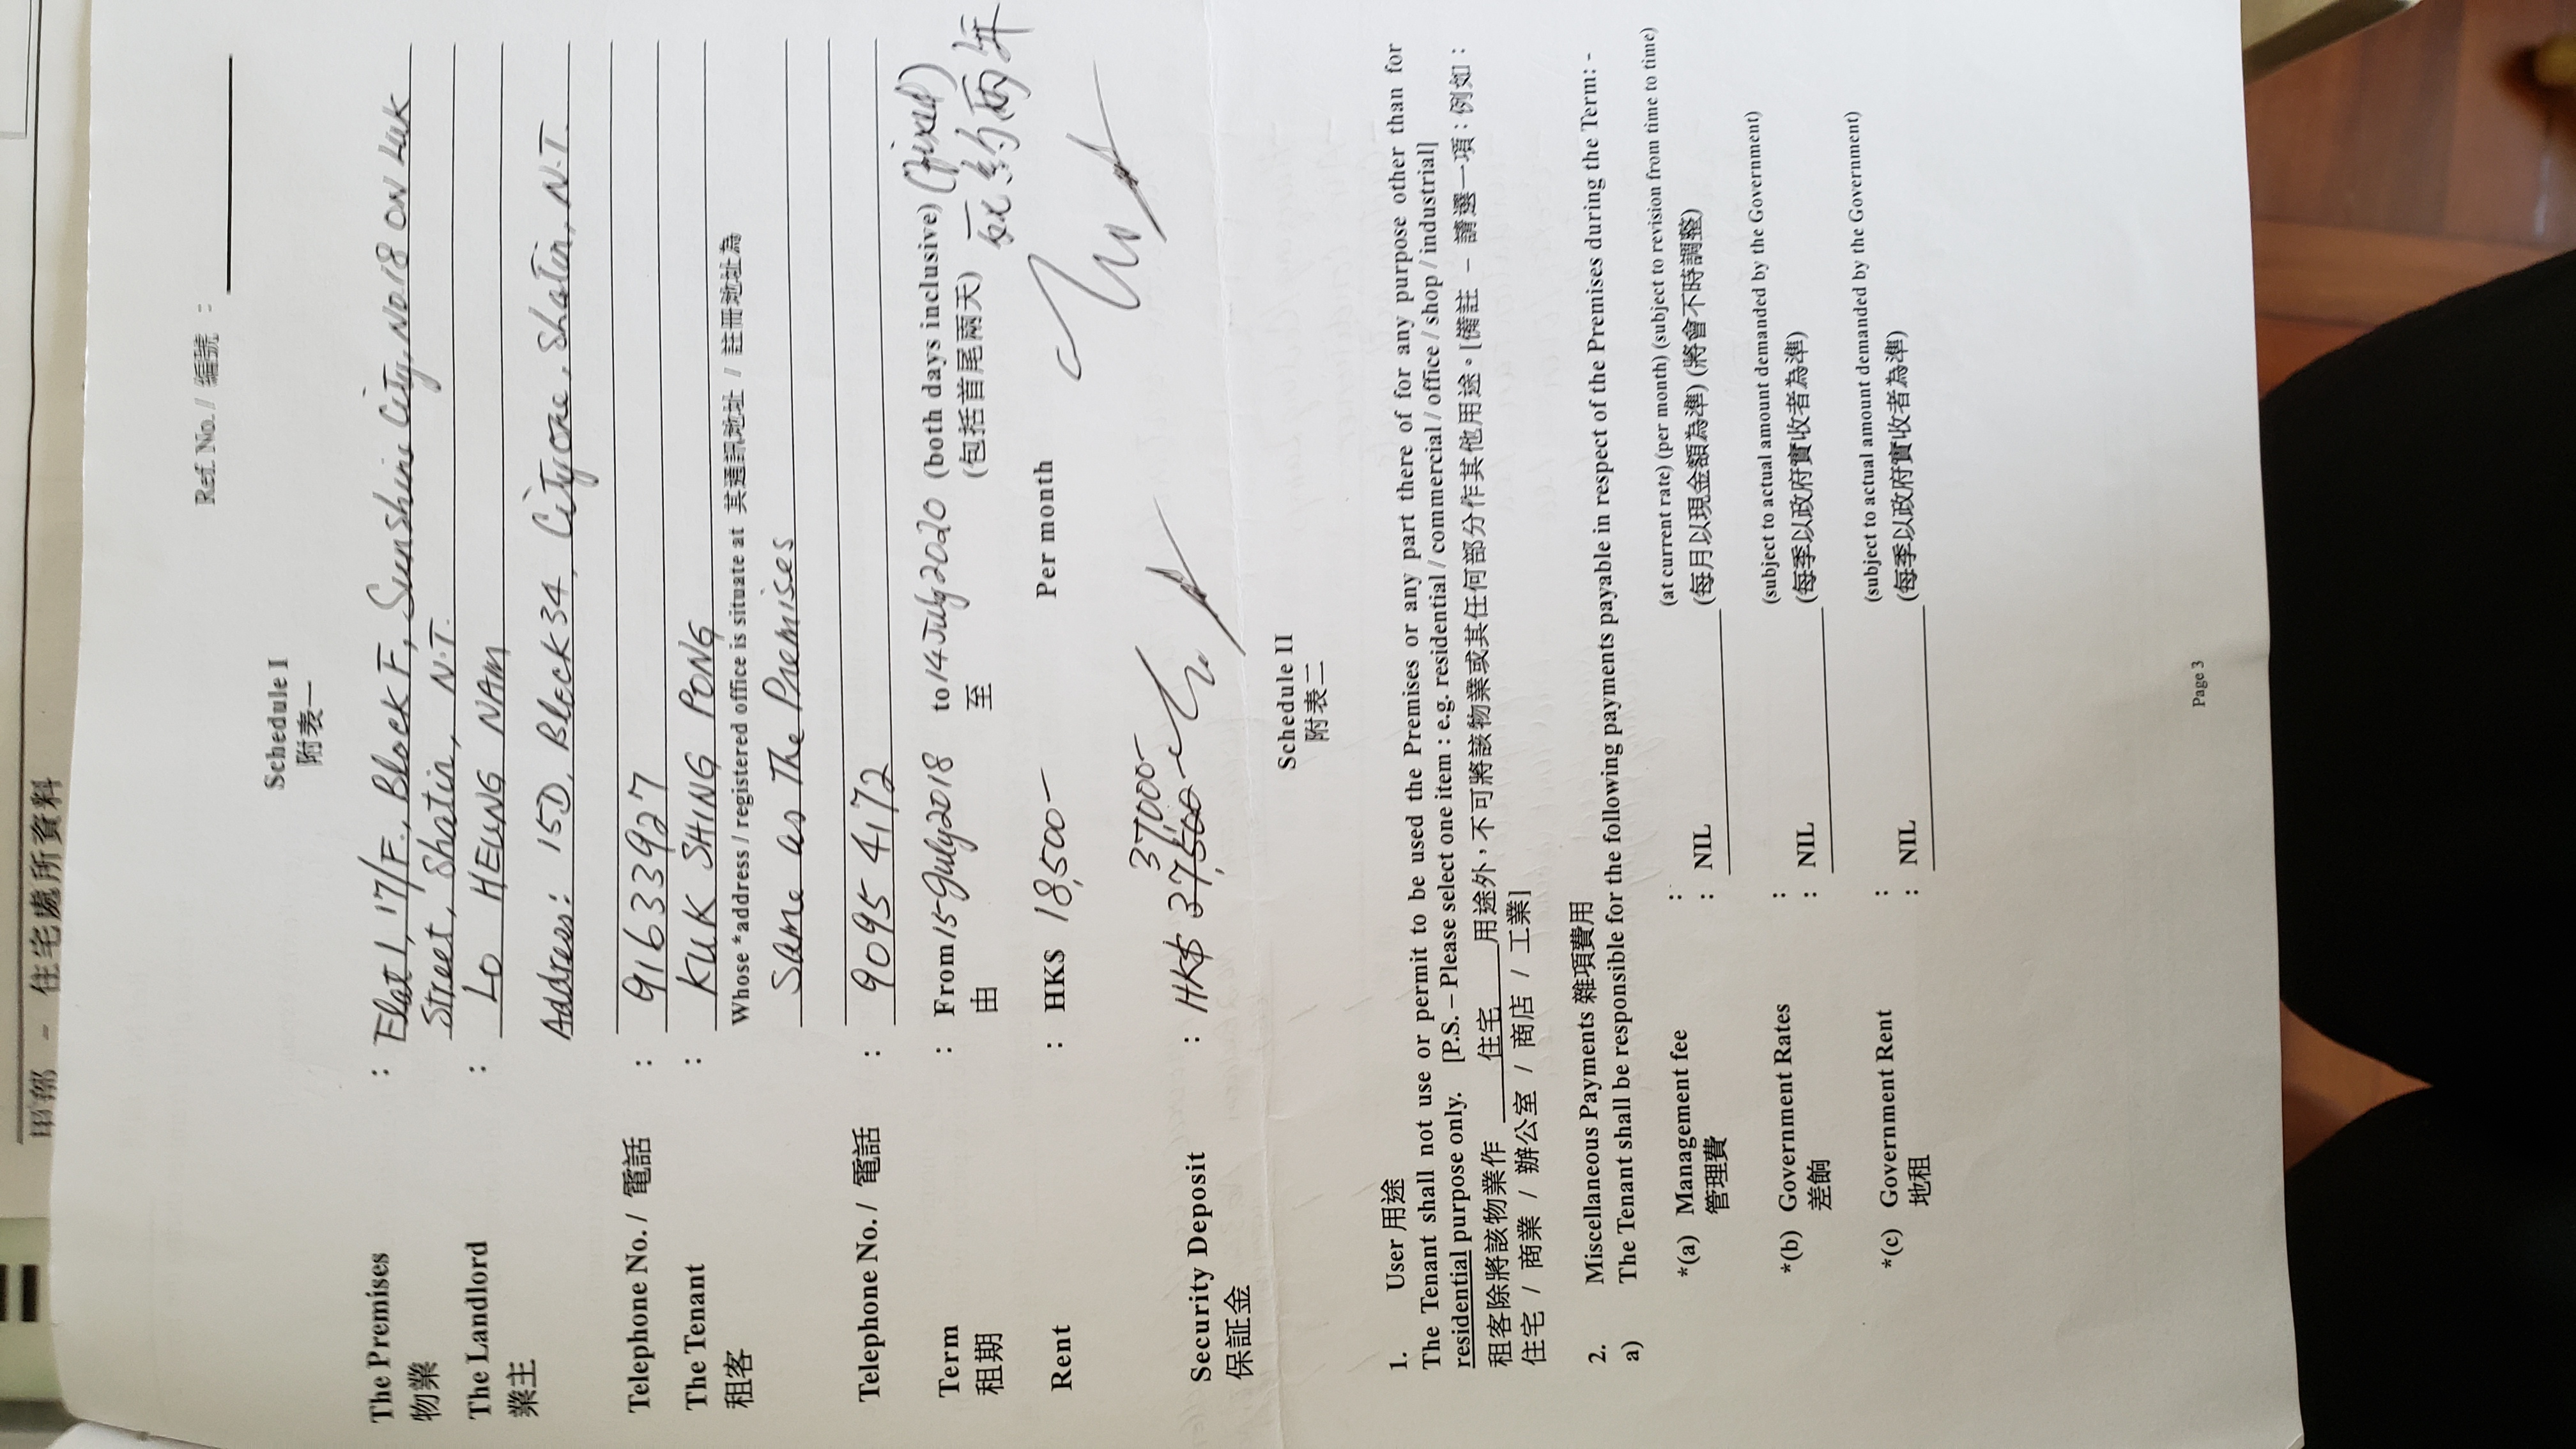 甲部 - 住宅處所資料
Ref. No. / 編號 :
Schedule I
附表一
The Premises : Flat 1, 17/F., Block F, Sunshine City, No 18 ON LUK
物業 Street, Shatin, N.T.
The Landlord : LO HEUNG NAM
業主
Address: 15D, Block 34, Cityone, Shatin, N.T.
Telephone No. / 電話 : 91633927
The Tenant : KUK SHING PONG
租客 Whose *address / registered office is situate at 其通訊地址 / 註冊地址為
Same as The Premises
Telephone No. / 電話 : 9095 4172
Term : From 15 July 2018 to 14 July 2020 (both days inclusive) (fixed)
租期 由 至 (包括首尾兩天) 死約兩年
Rent : HKS 18,500- Per month
37,000-
Security Deposit : HK$ 37,500
保証金
Schedule II
附表二
1. User 用途
The Tenant shall not use or permit to be used the Premises or any part there of for any purpose other than for
residential purpose only. [P.S. – Please select one item : e.g. residential / commercial / office / shop / industrial]
租客除將該物業作 住宅 用途外，不可將該物業或其任何部分作其他用途。[備註 – 請選一項：例如：
住宅 / 商業 / 辦公室 / 商店 / 工業]
2. Miscellaneous Payments 雜項費用
a) The Tenant shall be responsible for the following payments payable in respect of the Premises during the Term: -
*(a) Management fee : (at current rate) (per month) (subject to revision from time to time)
管理費 : NIL (每月以現金額為準) (將會不時調整)
*(b) Government Rates : (subject to actual amount demanded by the Government)
差餉 : NIL (每季以政府實收者為準)
*(c) Government Rent : (subject to actual amount demanded by the Government)
地租 : NIL (每季以政府實收者為準)
Page 3